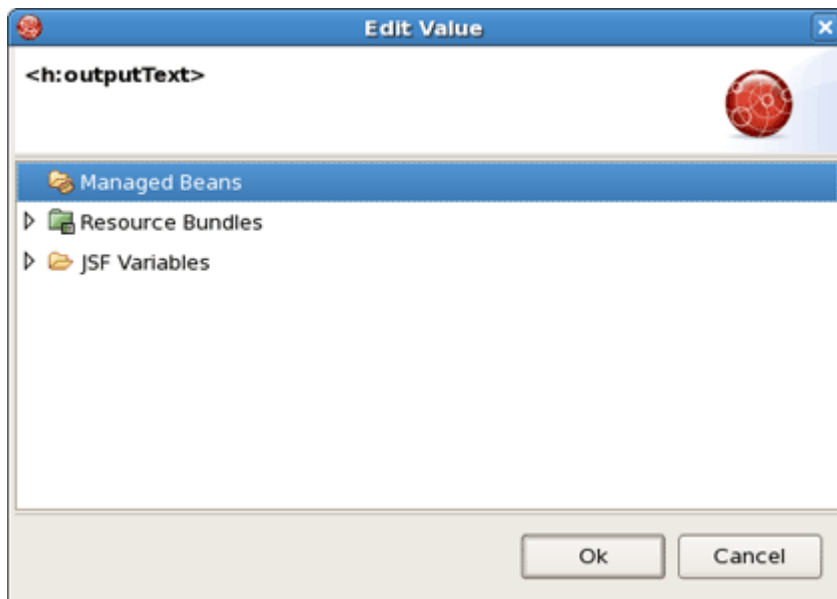 Edit Value
<h:outputText>
Managed Beans
Resource Bundles
JSF Variables
Ok
Cancel